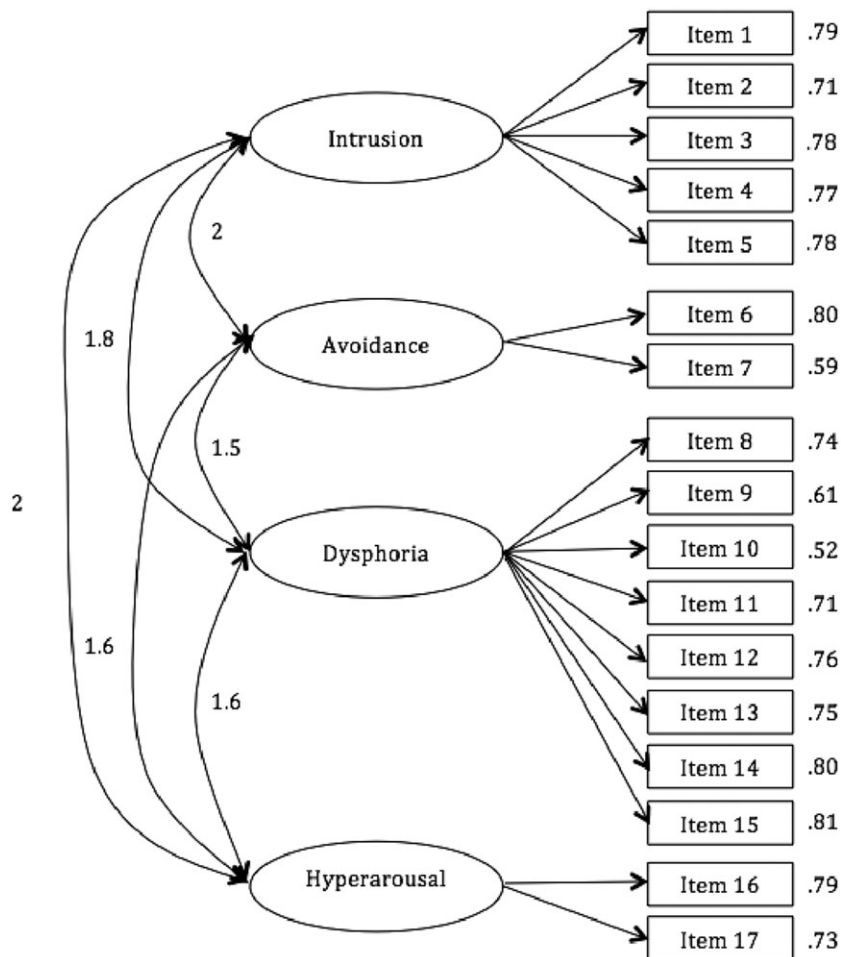 Item 1 .79
Item 2 .71
Intrusion
Item 3 .78
Item 4 .77
Item 5 .78
2
Item 6 .80
1.8
Avoidance
Item 7 .59
1.5
Item 8 .74
Item 9 .61
2
Dysphoria
Item 10 .52
Item 11 .71
1.6
Item 12 .76
1.6
Item 13 .75
Item 14 .80
Item 15 .81
Hyperarousal
Item 16 .79
Item 17 .73